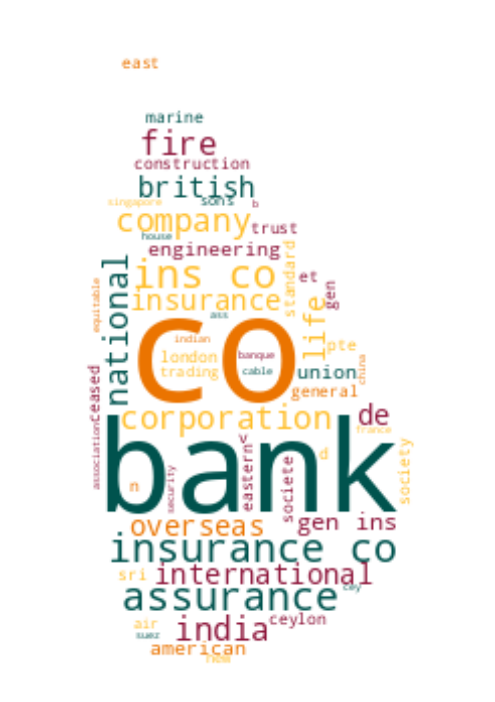 east
marine
fire
construction
british
singapore sons b
company trust
house
engineering
ins co et
equitable national insurance standard life gen
ass
co
indian
london banque pte
trading cable union china
general
ceased corporation de
france
association bank society
v d
eastern societe
n security
overseas gen ins
insurance co
sri international
assurance cey
ceylon
air india
suez
american
new